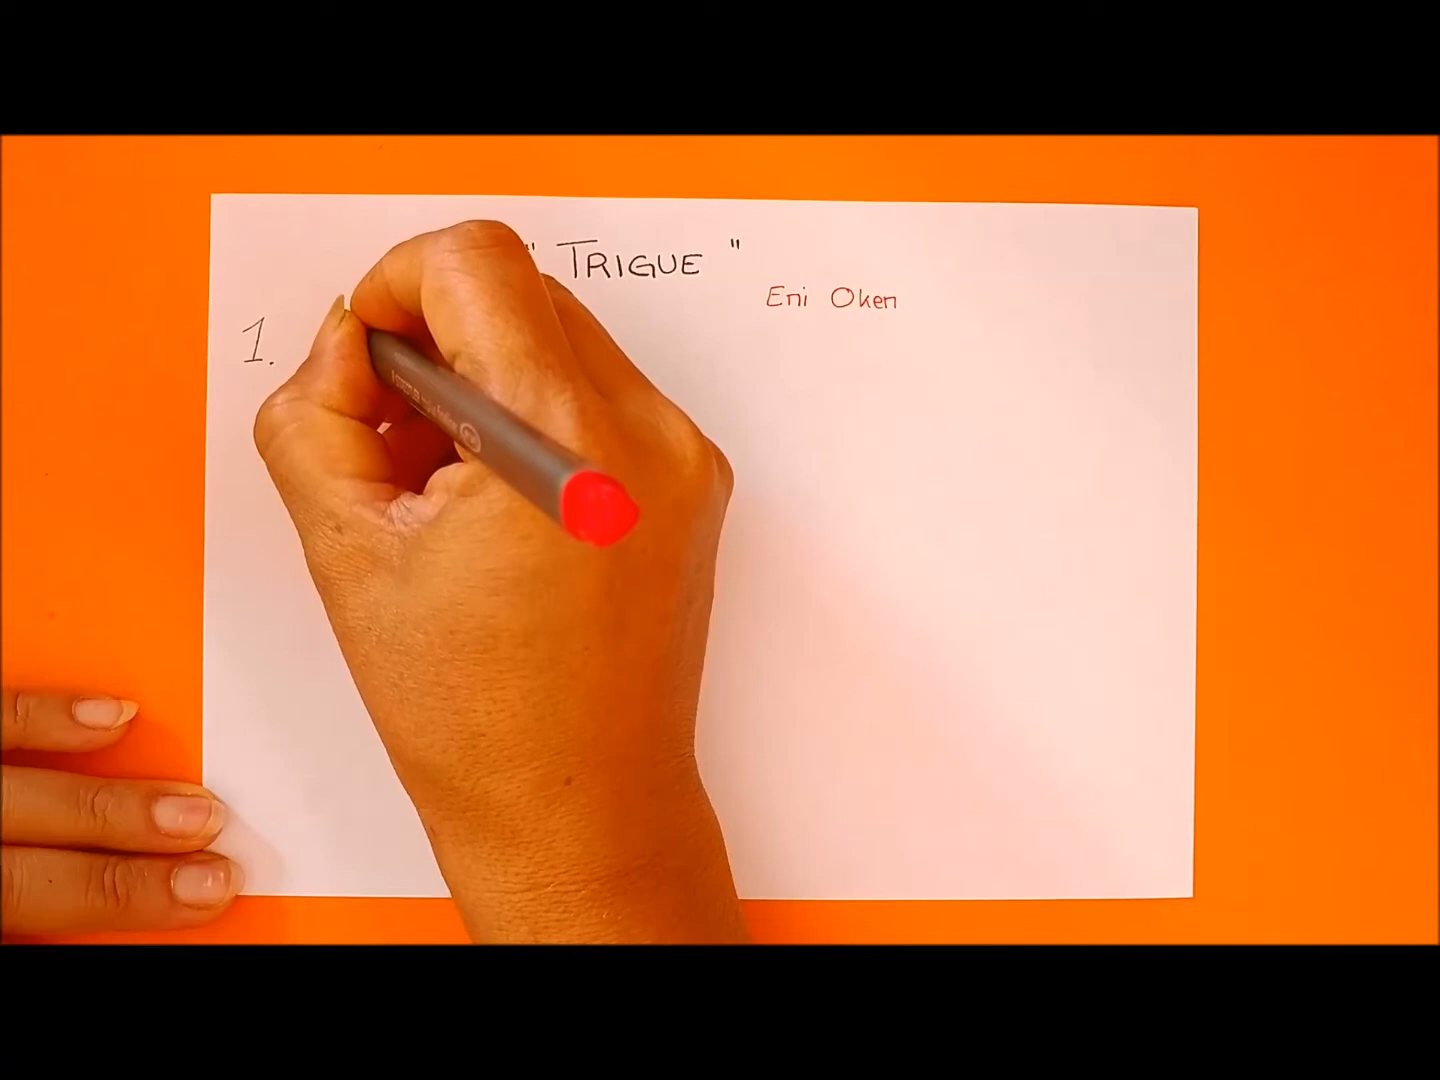 " TRIGUE "
Eni Oken
1.